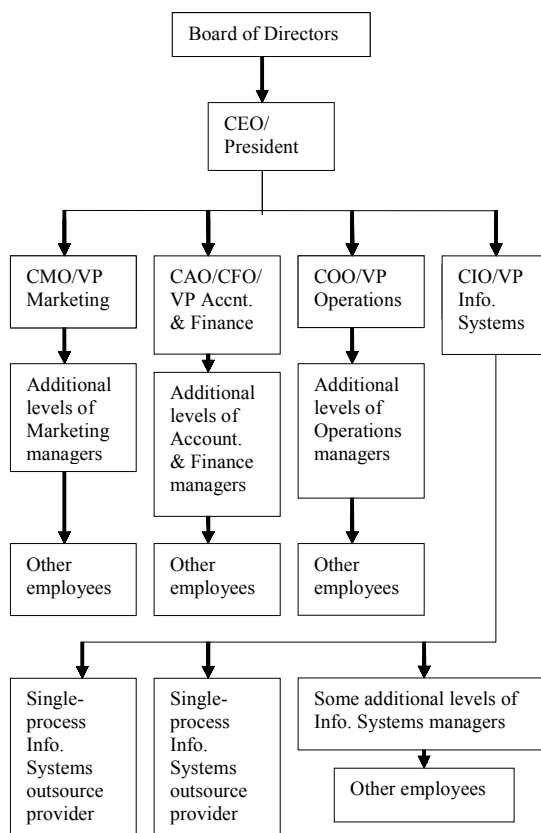 Board of Directors
CEO/
President
CMO/VP
Marketing
CAO/CFO/
VP Accnt.
& Finance
COO/VP
Operations
CIO/VP
Info.
Systems
Additional
levels of
Marketing
managers
Additional
levels of
Account.
& Finance
managers
Additional
levels of
Operations
managers
Other
employees
Other
employees
Other
employees
Single-
process
Info.
Systems
outsource
provider
Single-
process
Info.
Systems
outsource
provider
Some additional levels of
Info. Systems managers
Other employees